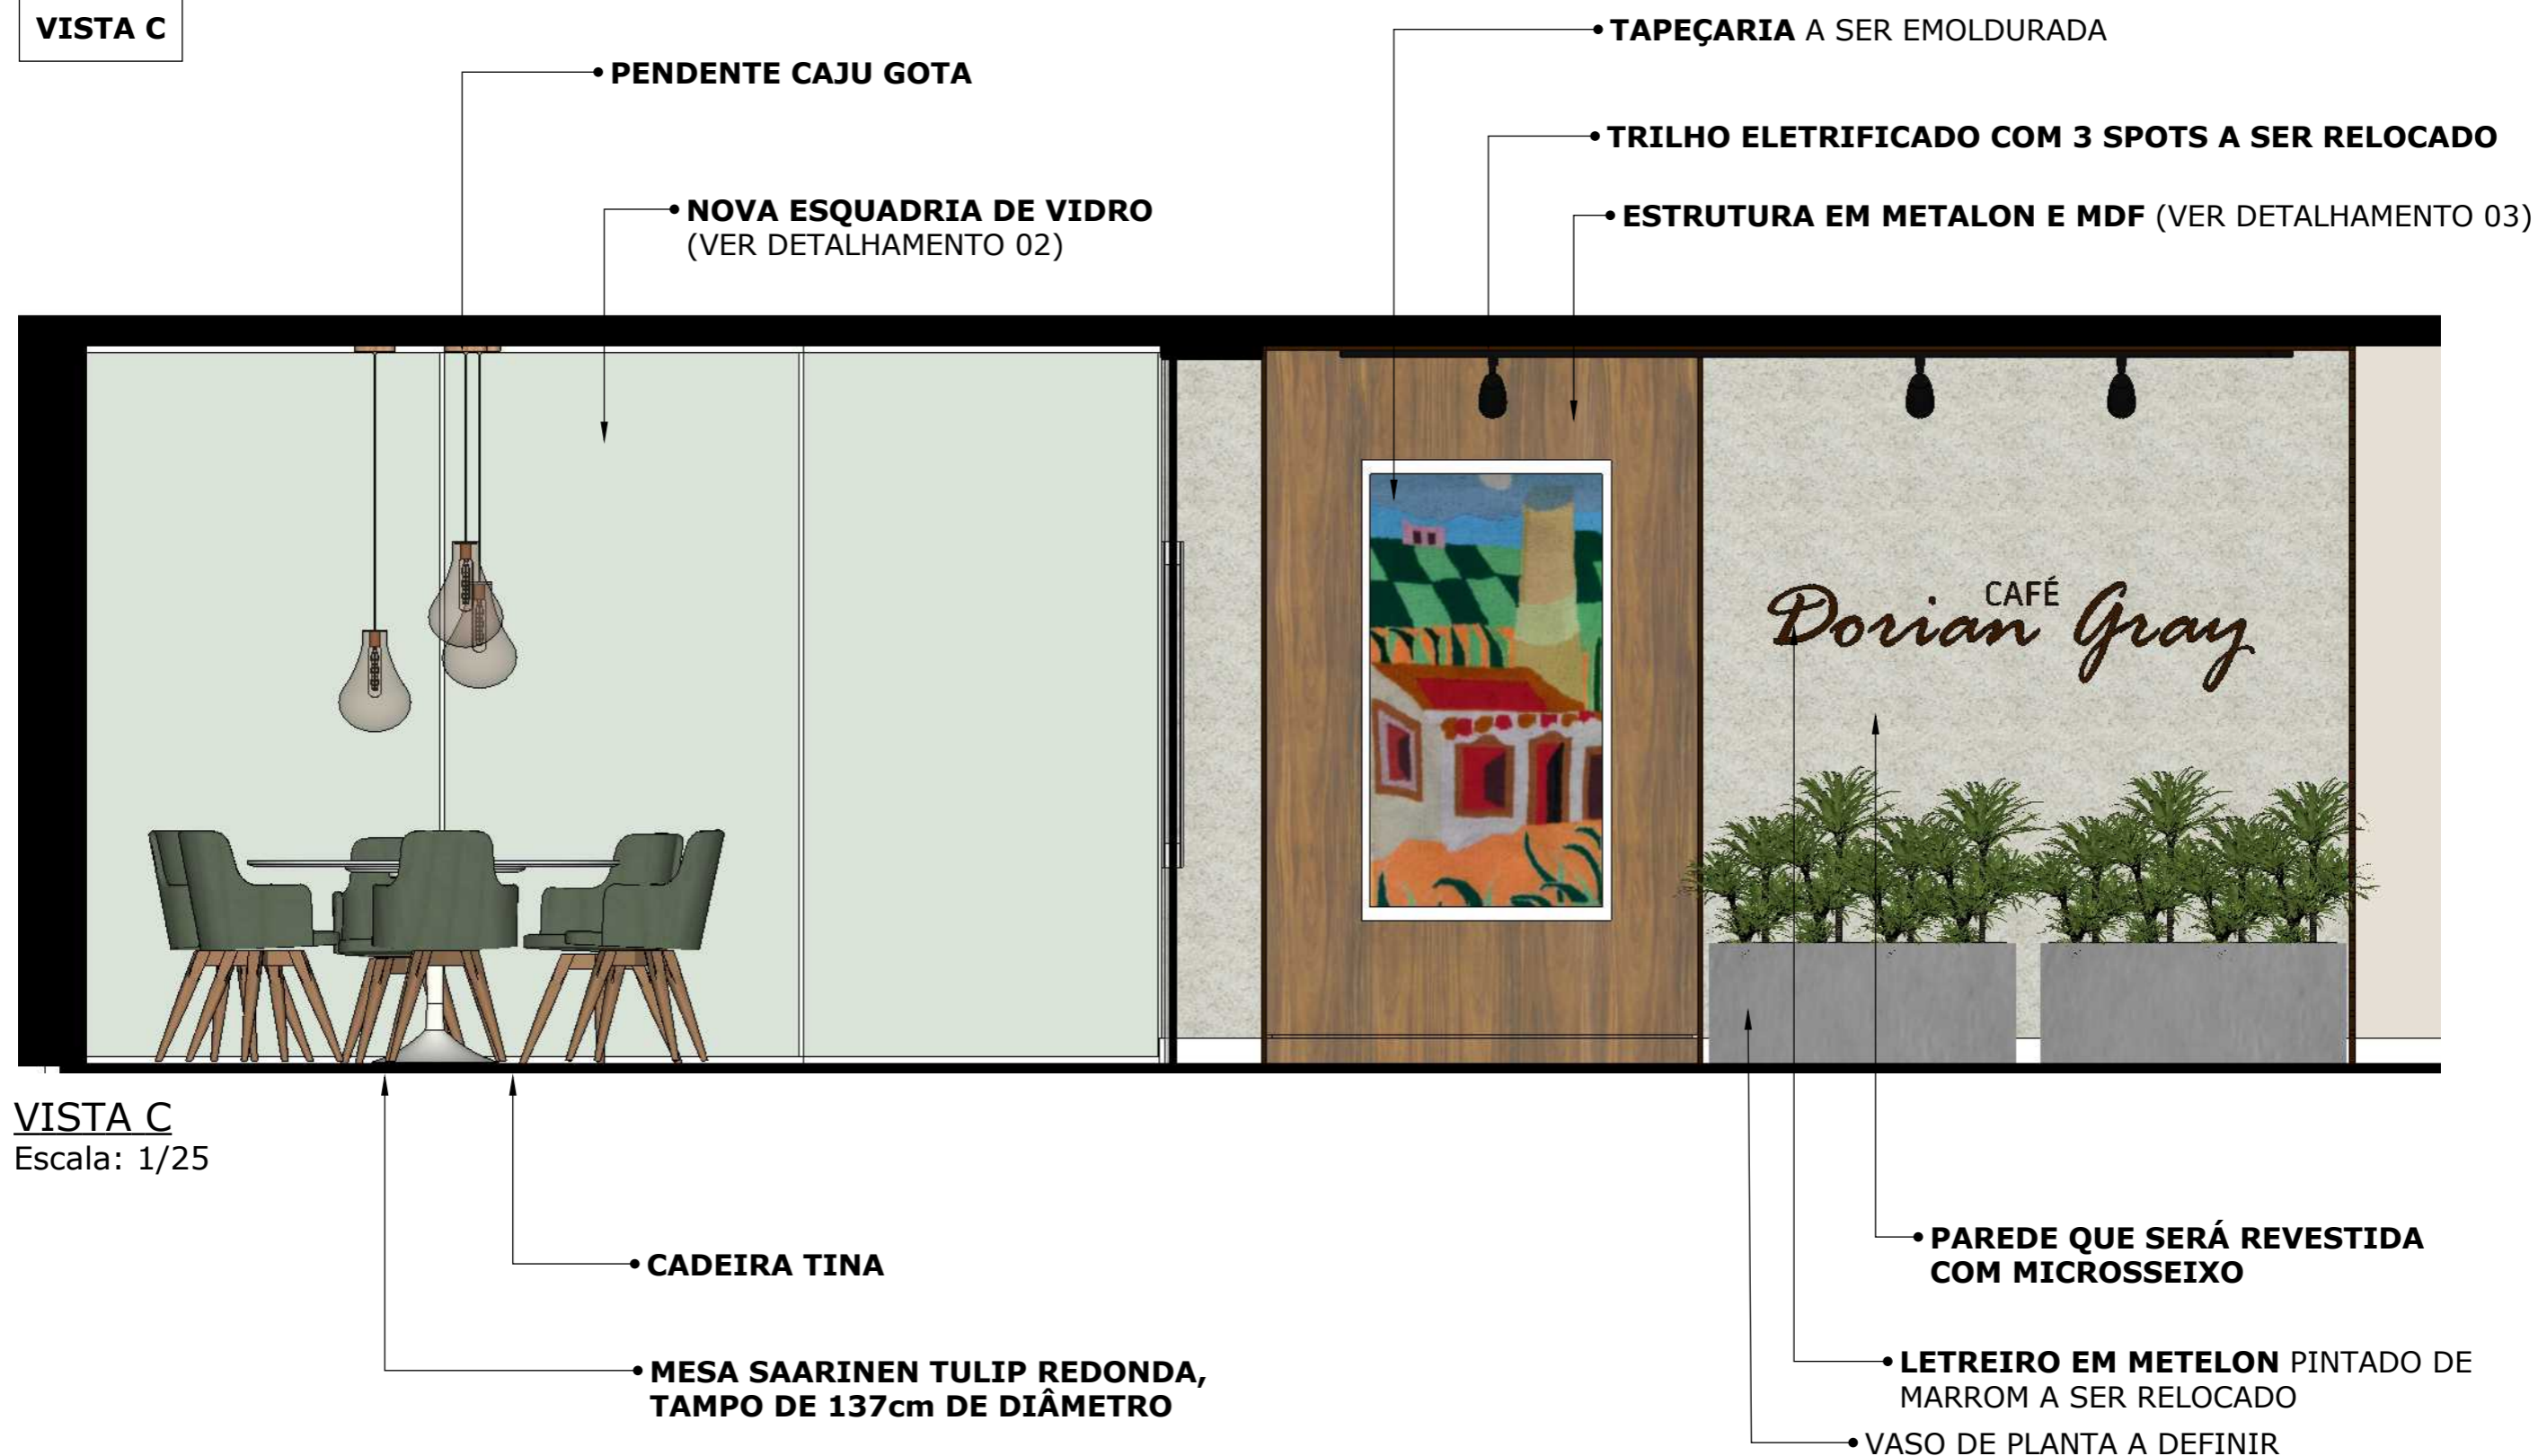 VISTA C
PENDENTE CAJU GOTA
TAPEÇARIA A SER EMOLDURADA
TRILHO ELETRIFICADO COM 3 SPOTS A SER RELOCADO
NOVA ESQUADRIA DE VIDRO
(VER DETALHAMENTO 02)
ESTRUTURA EM METALON E MDF (VER DETALHAMENTO 03)
CAFÉ
Dorian Gray
VISTA C
Escala: 1/25
CADEIRA TINA
MESA SAARINEN TULIP REDONDA,
TAMPO DE 137cm DE DIÂMETRO
PAREDE QUE SERÁ REVESTIDA
COM MICROSSEIXO
LETREIRO EM METELON PINTADO DE
MARROM A SER RELOCADO
VASO DE PLANTA A DEFINIR